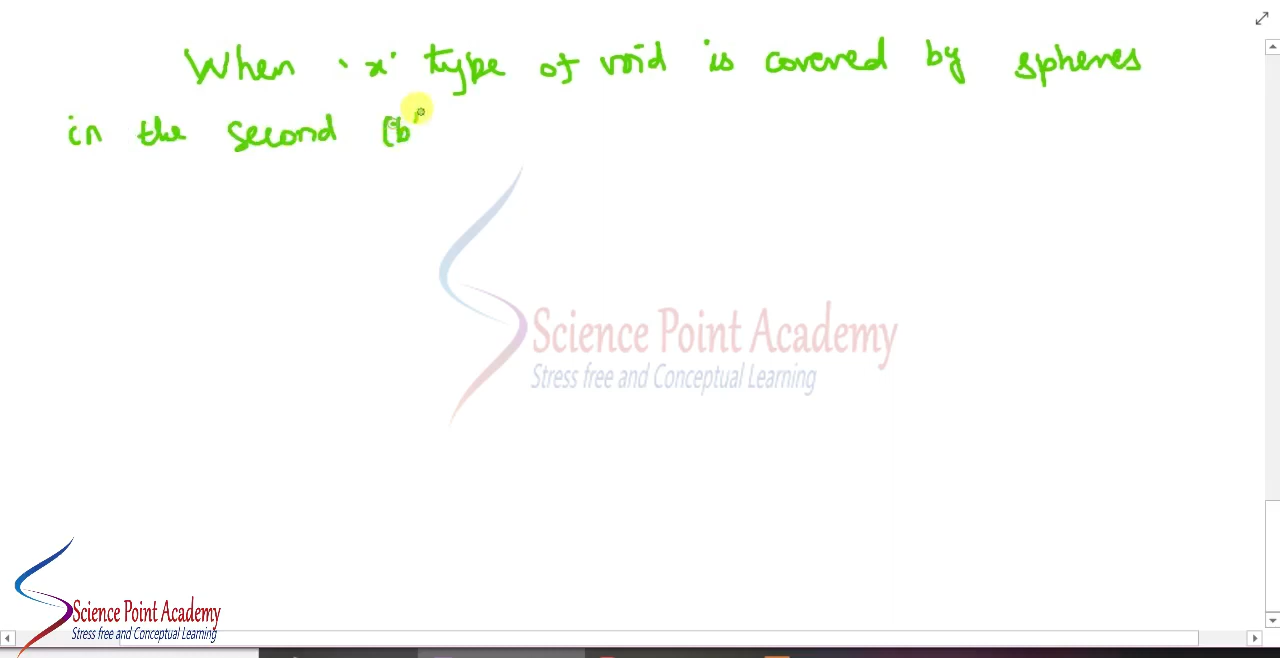 When 'x' type of void is covered by spheres
in the second (b'
Science Point Academy
Stress free and Conceptual Learning
Science Point Academy
Stress free and Conceptual Learning